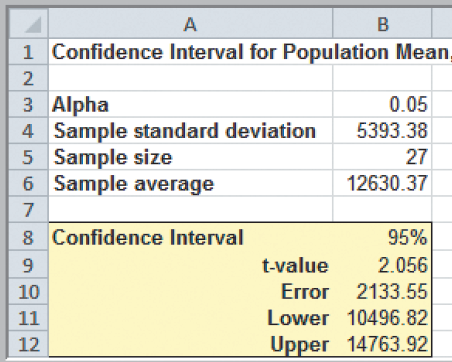 A B
1 Confidence Interval for Population Mean,
2
3 Alpha 0.05
4 Sample standard deviation 5393.38
5 Sample size 27
6 Sample average 12630.37
7
8 Confidence Interval 95%
9 t-value 2.056
10 Error 2133.55
11 Lower 10496.82
12 Upper 14763.92